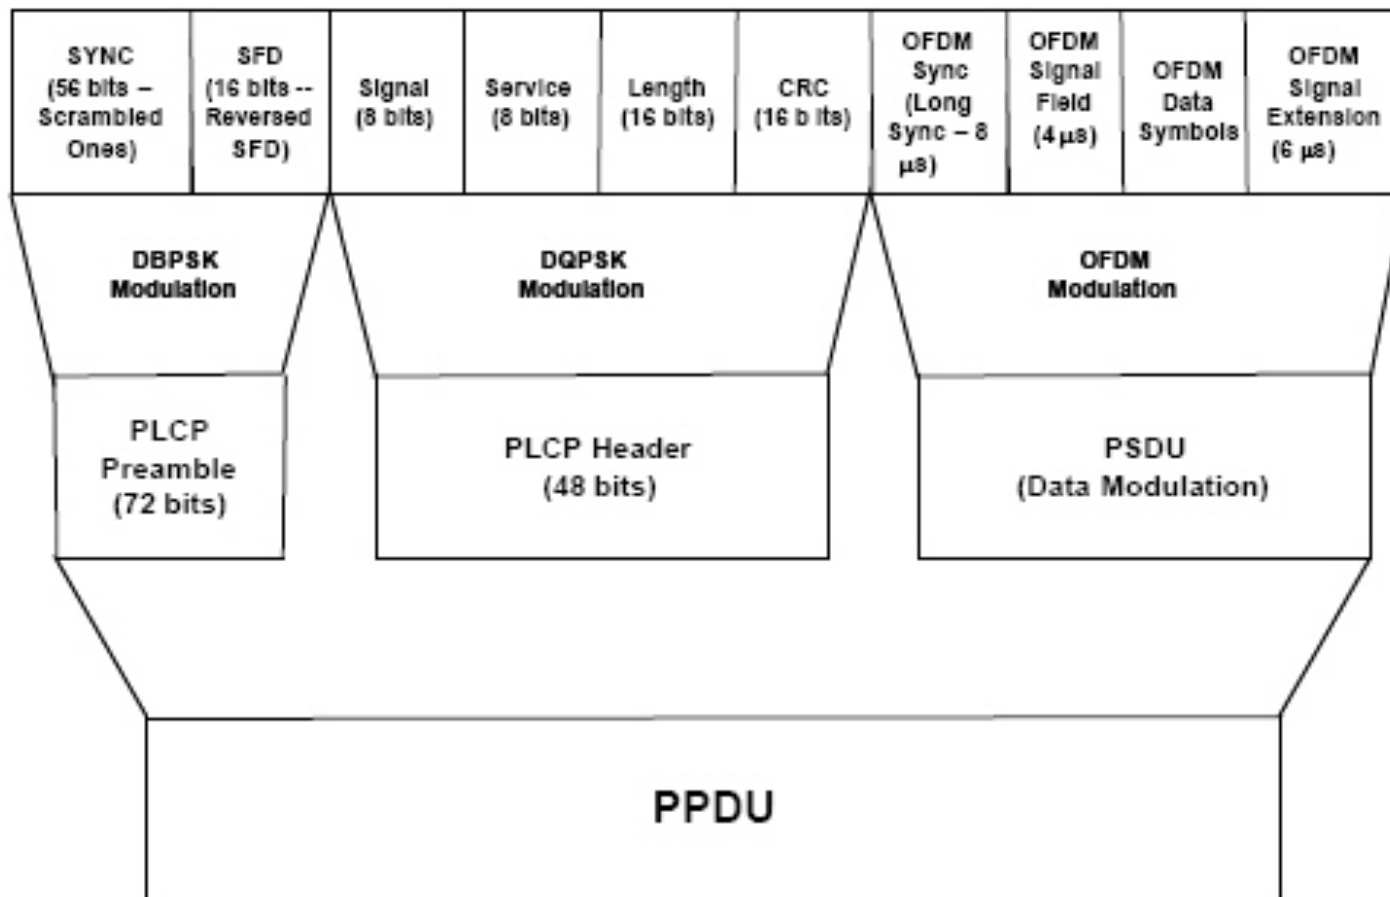 SYNC
(56 bits –
Scrambled
Ones)
SFD
(16 bits --
Reversed
SFD)
Signal
(8 bits)
Service
(8 bits)
Length
(16 bits)
CRC
(16 b its)
OFDM
Sync
(Long
Sync – 8
µs)
OFDM
Signal
Field
(4 µs)
OFDM
Data
Symbols
OFDM
Signal
Extension
(6 µs)
DBPSK
Modulation
DQPSK
Modulation
OFDM
Modulation
PLCP
Preamble
(72 bits)
PLCP Header
(48 bits)
PSDU
(Data Modulation)
PPDU